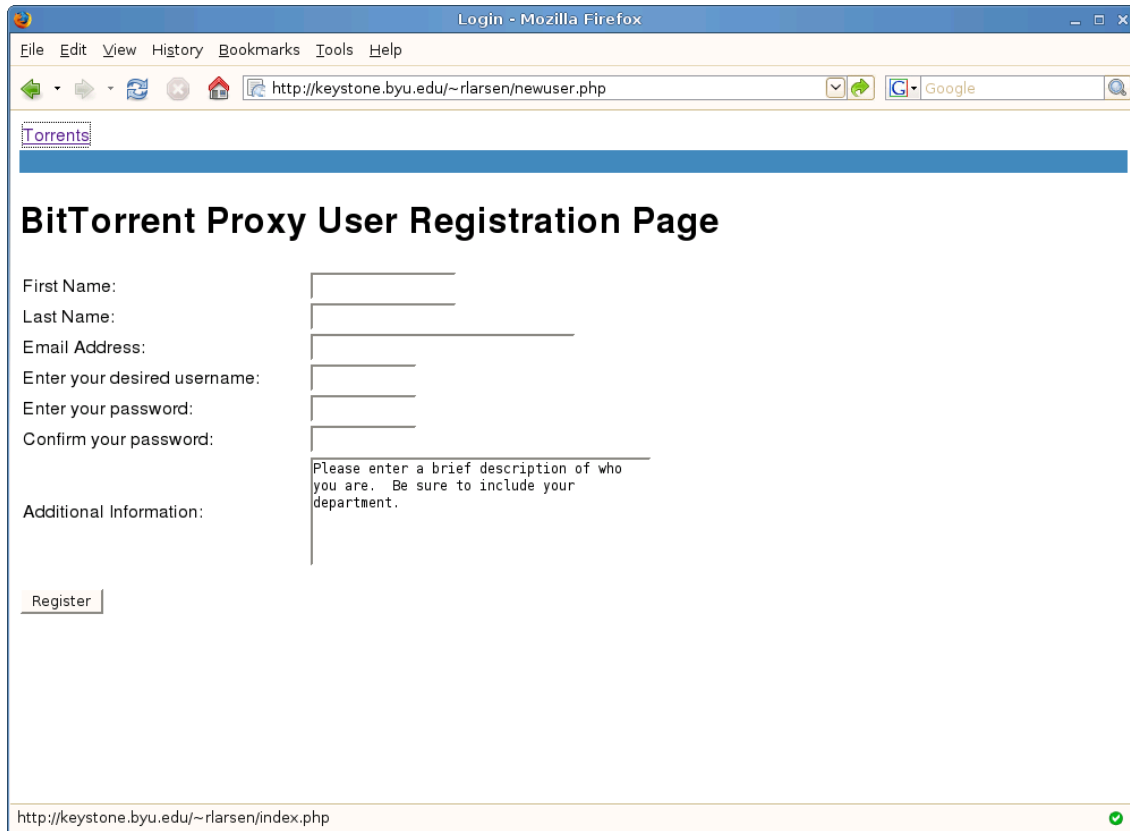 Login - Mozilla Firefox
File Edit View History Bookmarks Tools Help
http://keystone.byu.edu/~rlarsen/newuser.php
G Google
Torrents
BitTorrent Proxy User Registration Page
First Name:
Last Name:
Email Address:
Enter your desired username:
Enter your password:
Confirm your password:
Additional Information:
Please enter a brief description of who
you are.  Be sure to include your
department.
Register
http://keystone.byu.edu/~rlarsen/index.php